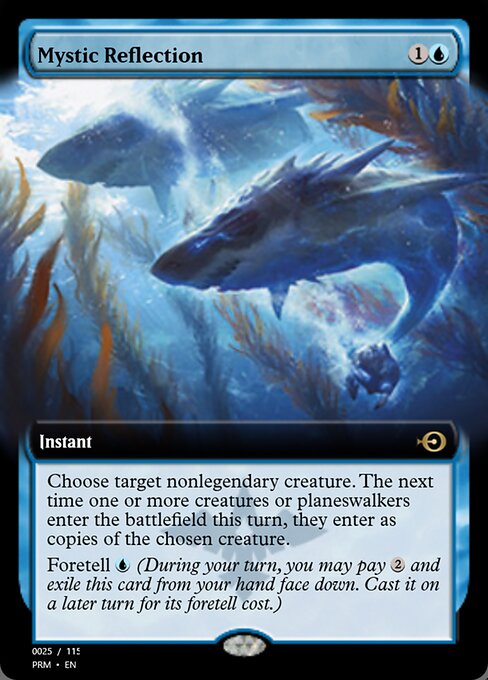 Mystic Reflection 1
Instant
Choose target nonlegendary creature. The next
time one or more creatures or planeswalkers
enter the battlefield this turn, they enter as
copies of the chosen creature.
Foretell (During your turn, you may pay 2 and
exile this card from your hand face down. Cast it
on a later turn for its foretell cost.)
0025 / 115
PRM • EN